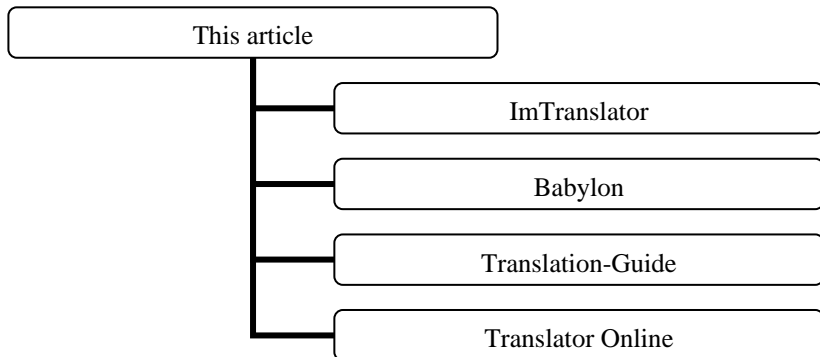 This article
ImTranslator
Babylon
Translation-Guide
Translator Online